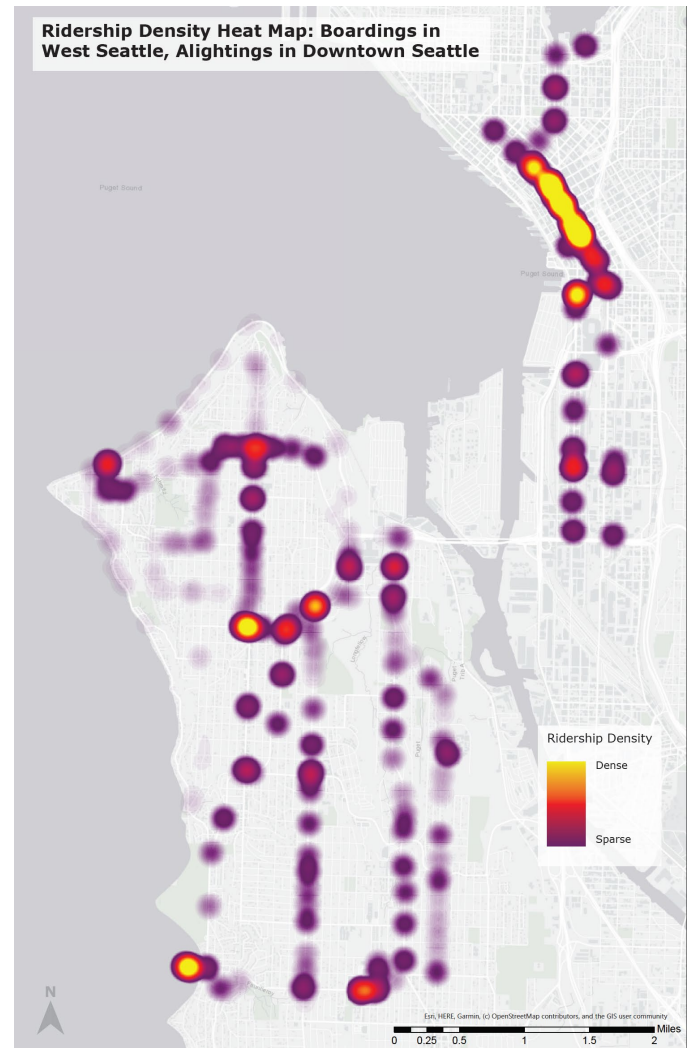 Ridership Density Heat Map: Boardings in
West Seattle, Alightings in Downtown Seattle
Puget Sound
Puget Sound
Longfellow
Puget
Ridership Density
Dense
Sparse
N
Esri, HERE, Garmin, (c) OpenStreetMap contributors, and the GIS user community
Miles
0 0.25 0.5 1 1.5 2